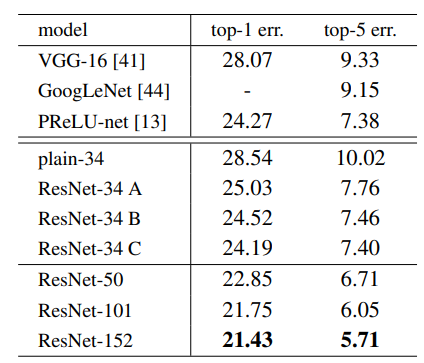 model top-1 err. top-5 err.
VGG-16 [41] 28.07 9.33
GoogLeNet [44] - 9.15
PReLU-net [13] 24.27 7.38
plain-34 28.54 10.02
ResNet-34 A 25.03 7.76
ResNet-34 B 24.52 7.46
ResNet-34 C 24.19 7.40
ResNet-50 22.85 6.71
ResNet-101 21.75 6.05
ResNet-152 21.43 5.71